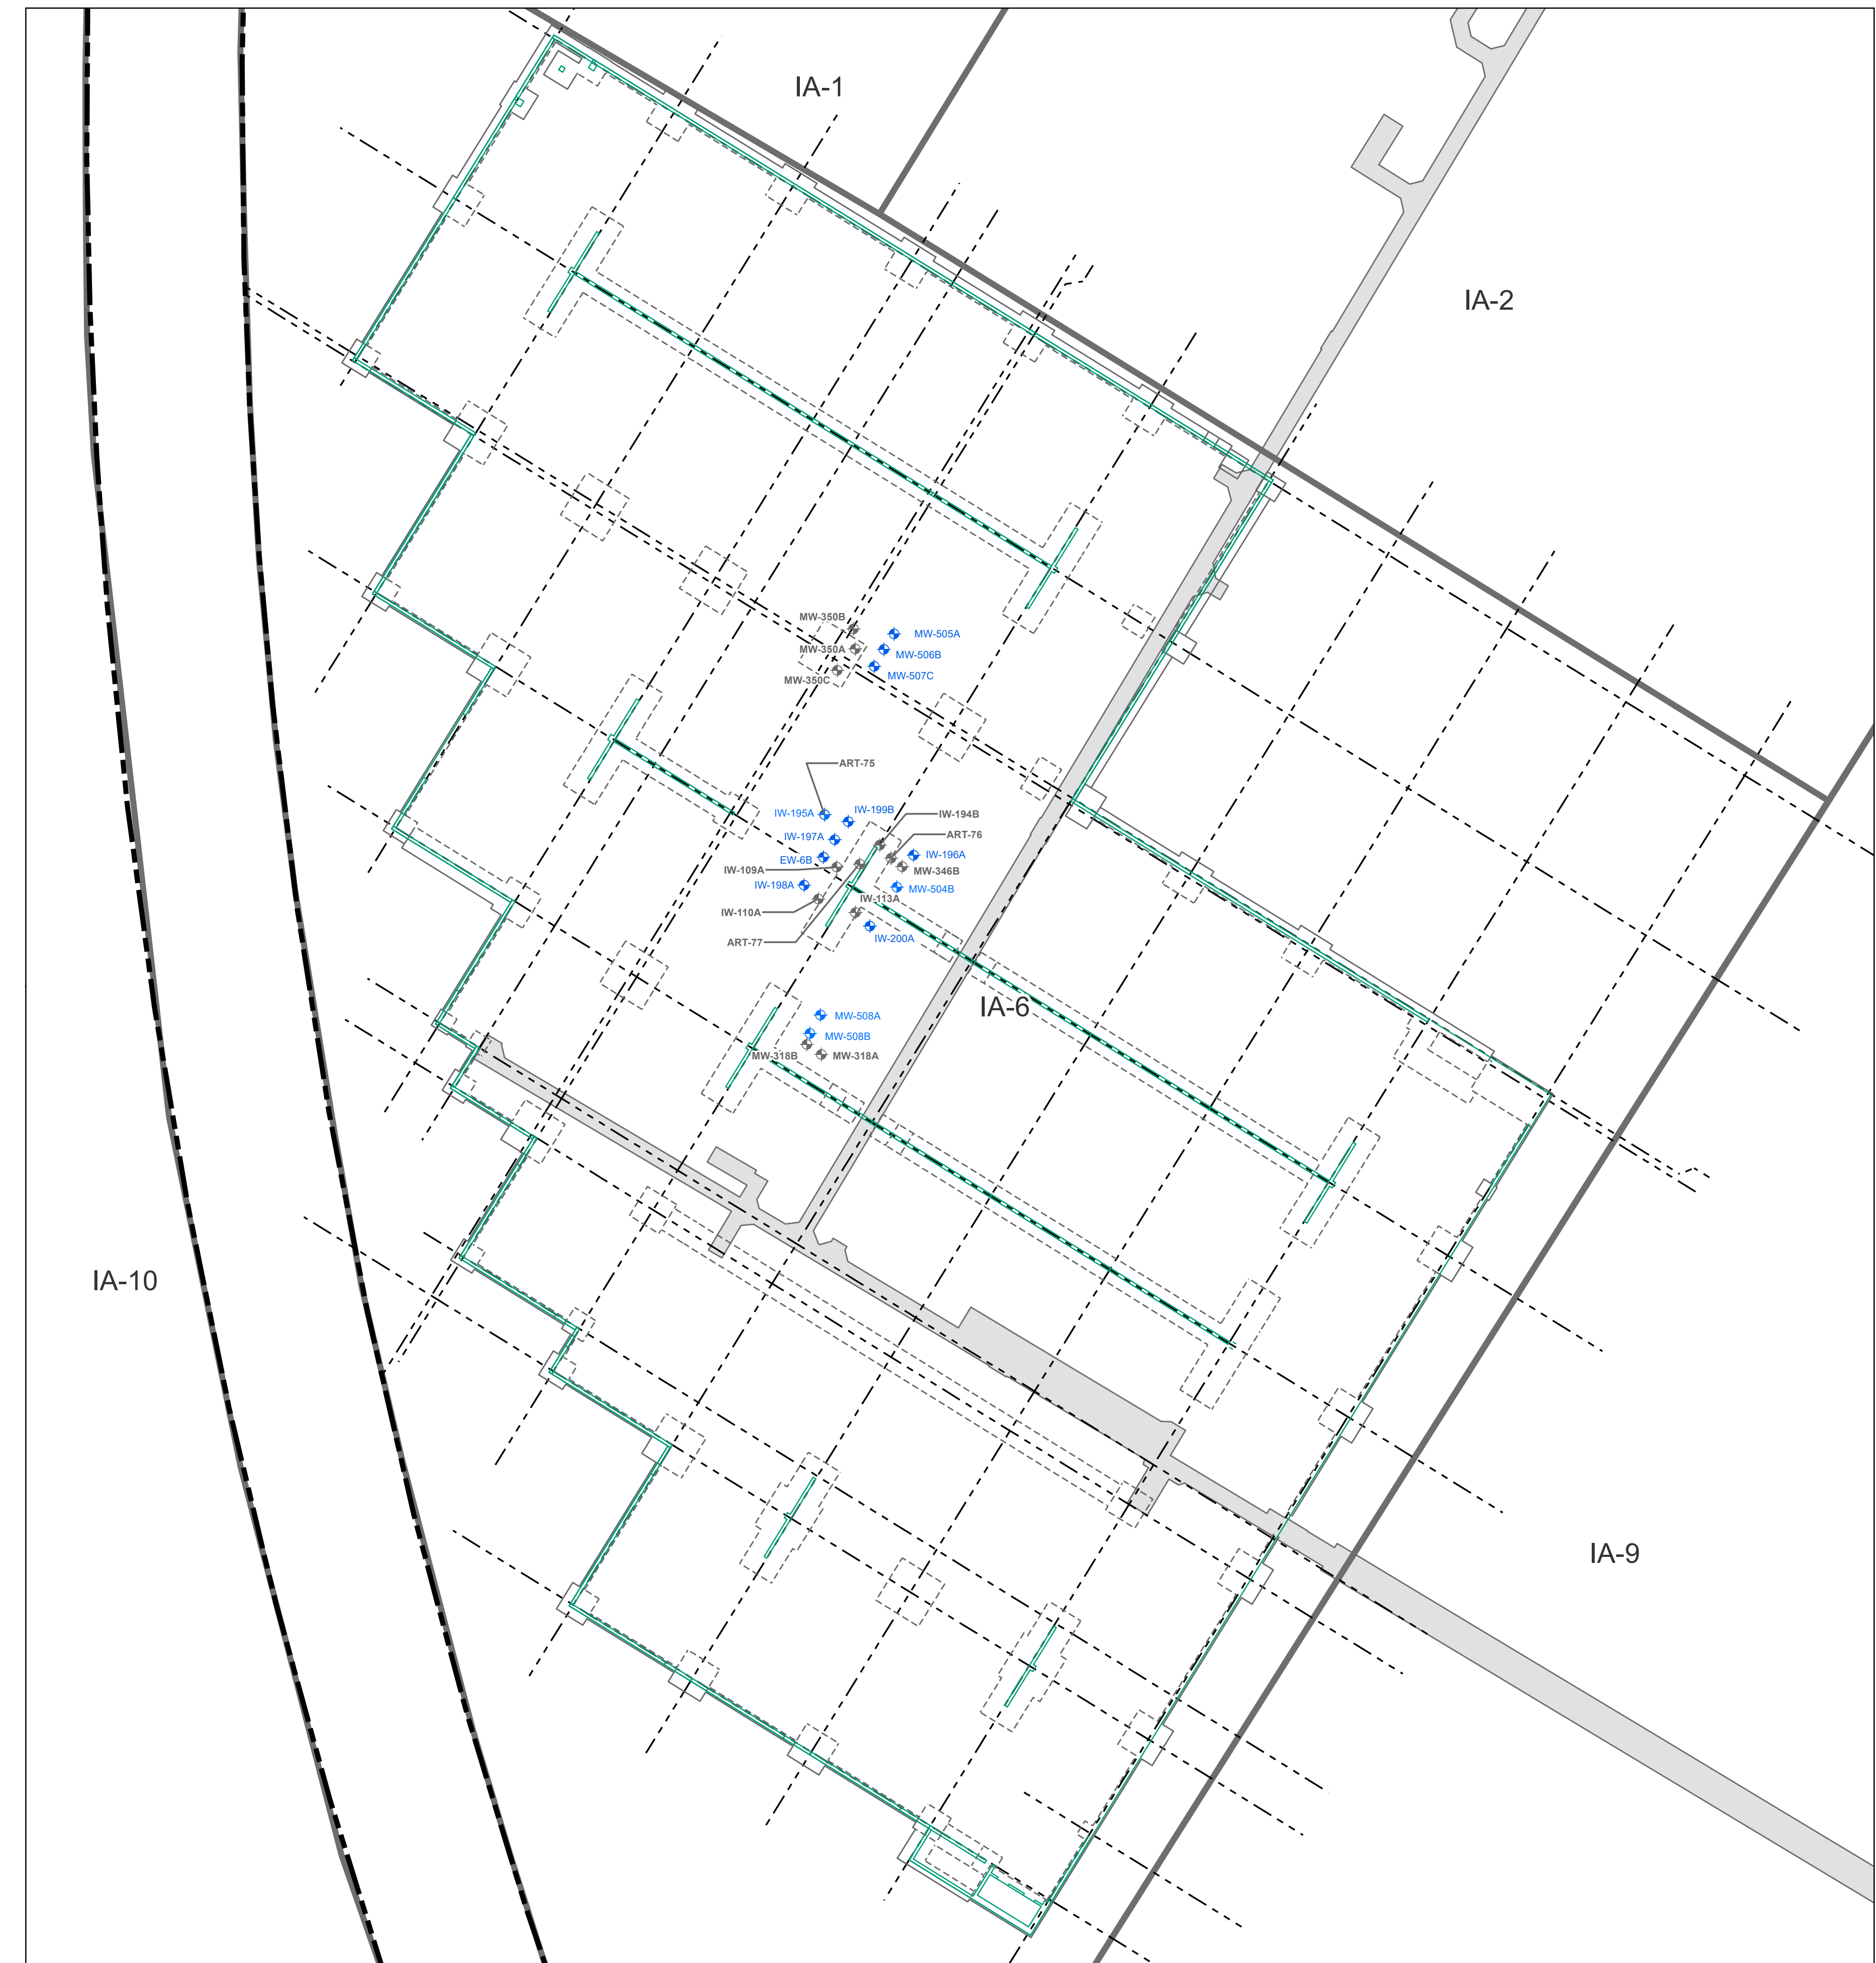 IA-1
IA-2
MW-350B
MW-505A
MW-350A
MW-506B
MW-507C
MW-350C
ART-75
IW-195A
IW-199B
IW-194B
ART-76
IW-197A
EW-6B
IW-196A
IW-109A
MW-346B
IW-198A
MW-504B
IW-113A
IW-110A
IW-200A
ART-77
IA-6
MW-508A
MW-508B
MW-318B
MW-318A
IA-10
IA-9